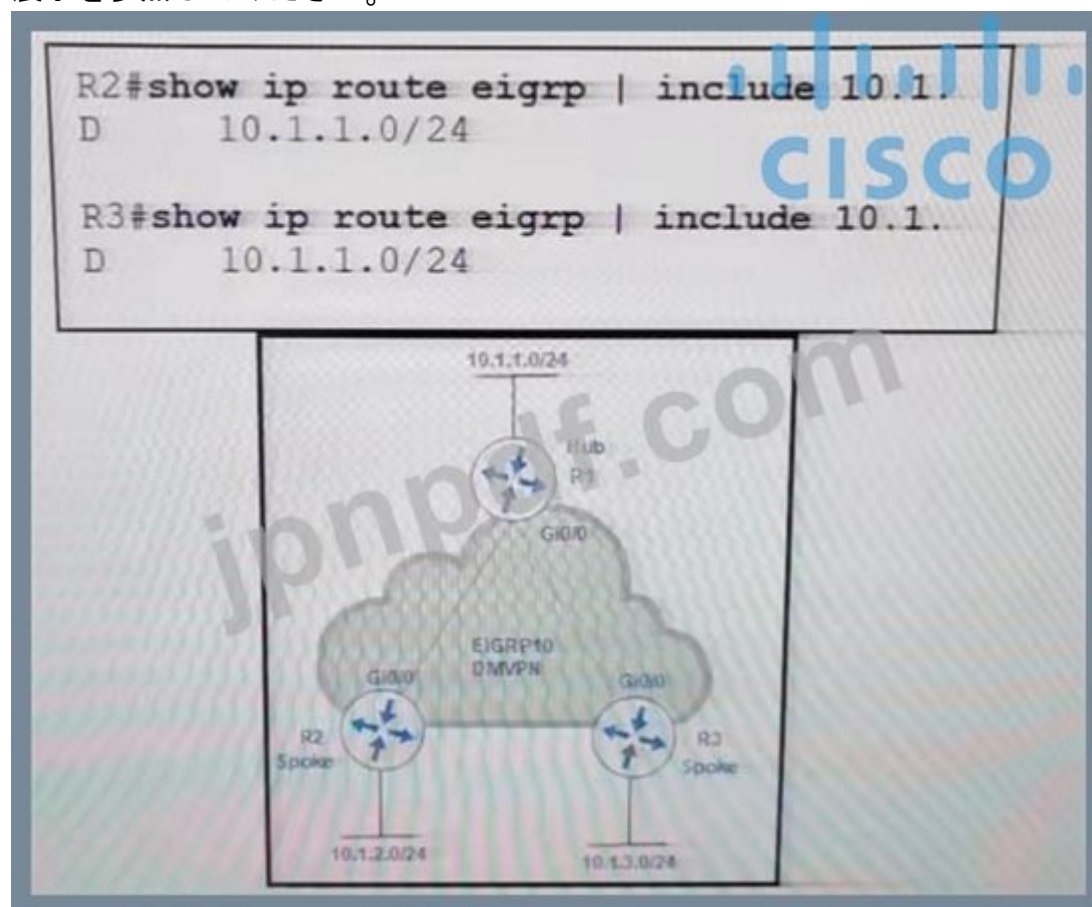 R2#show ip route eigrp | include 10.1.
D 10.1.1.0/24
CISCO
R3#show ip route eigrp | include 10.1.
D 10.1.1.0/24
10.1.1.0/24
Hub
R1
Gi0/0
EIGRP10
DMVPN
Gi0/0
Gi0/0
R2
Spoke
R3
Spoke
10.1.2.0/24
10.1.3.0/24
jpnpdf.com